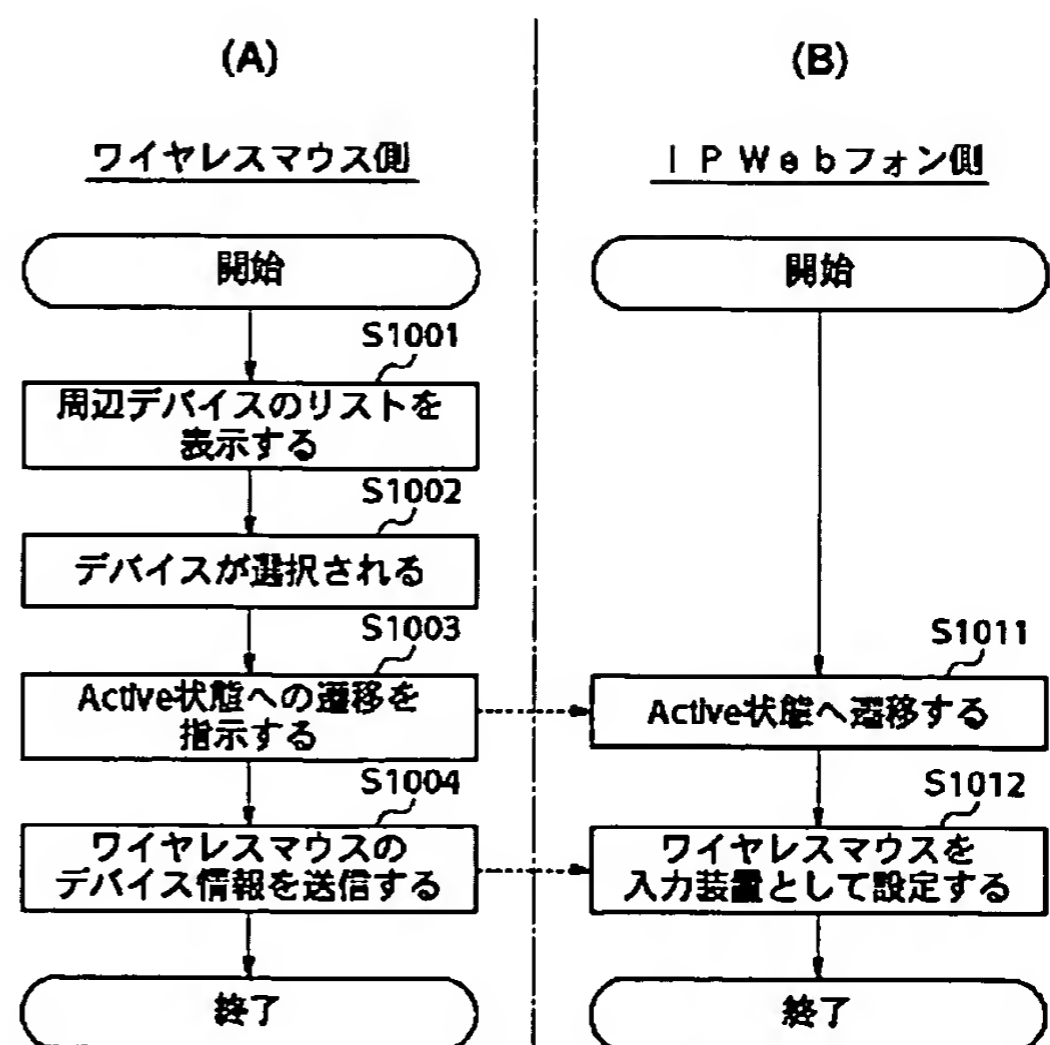 (A)
ワイヤレスマウス側
開始
S1001
周辺デバイスのリストを
表示する
S1002
デバイスが選択される
S1003
Active状態への遷移を
指示する
S1004
ワイヤレスマウスの
デバイス情報を送信する
終了
(B)
IP Webフォン側
開始
S1011
Active状態へ遷移する
S1012
ワイヤレスマウスを
入力装置として設定する
終了